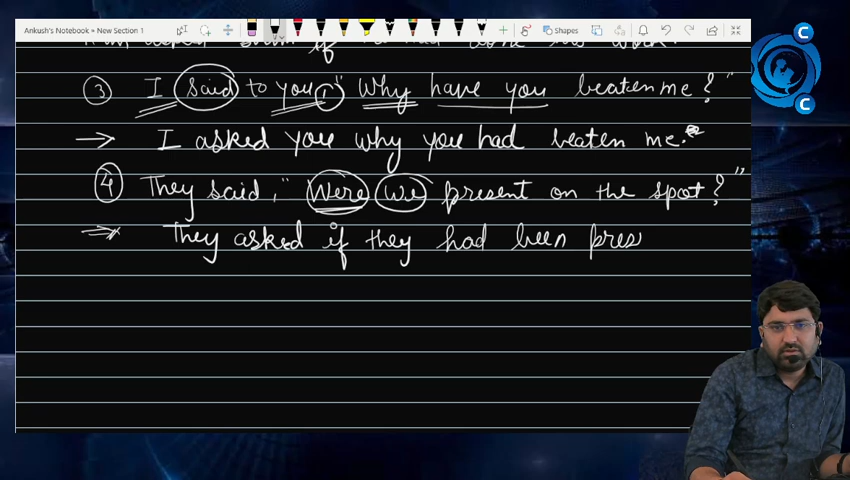 Ankush's Notebook » New Section 1
Shapes
③ I said to you, " Why have you beaten me? "
→ I asked you why you had beaten me.
④ They said, " Were we present on the spot? "
⇒ They asked if they had been pres
C
C